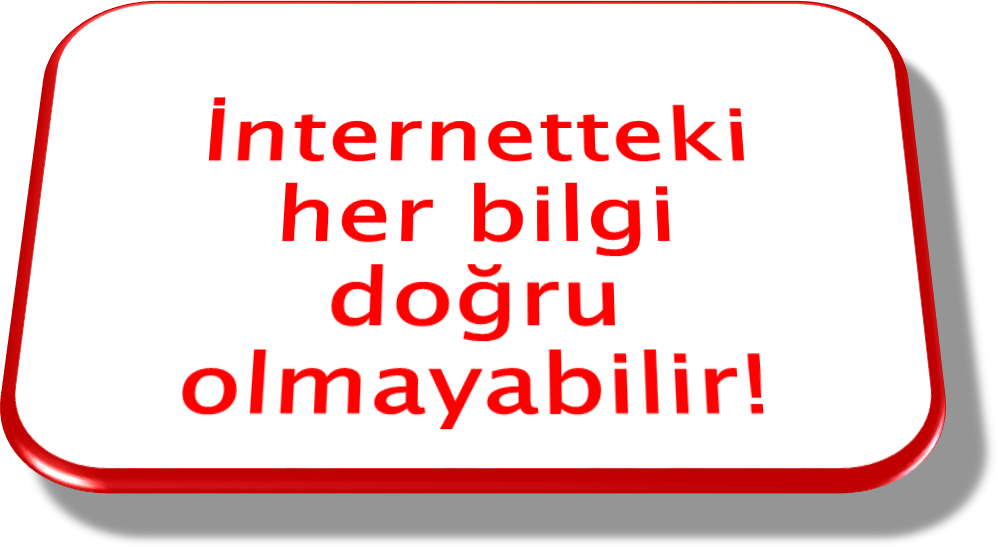 İnternetteki
her bilgi
doğru
olmayabilir!